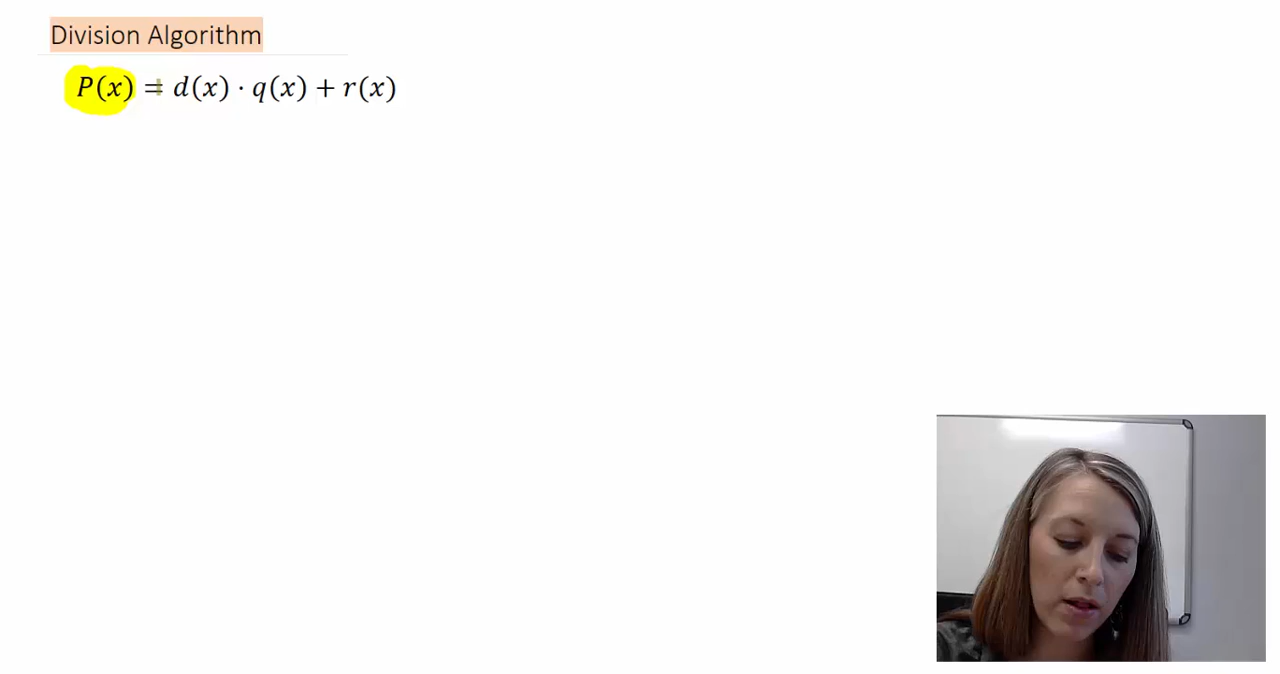 Division Algorithm
P(x) = d(x) · q(x) + r(x)